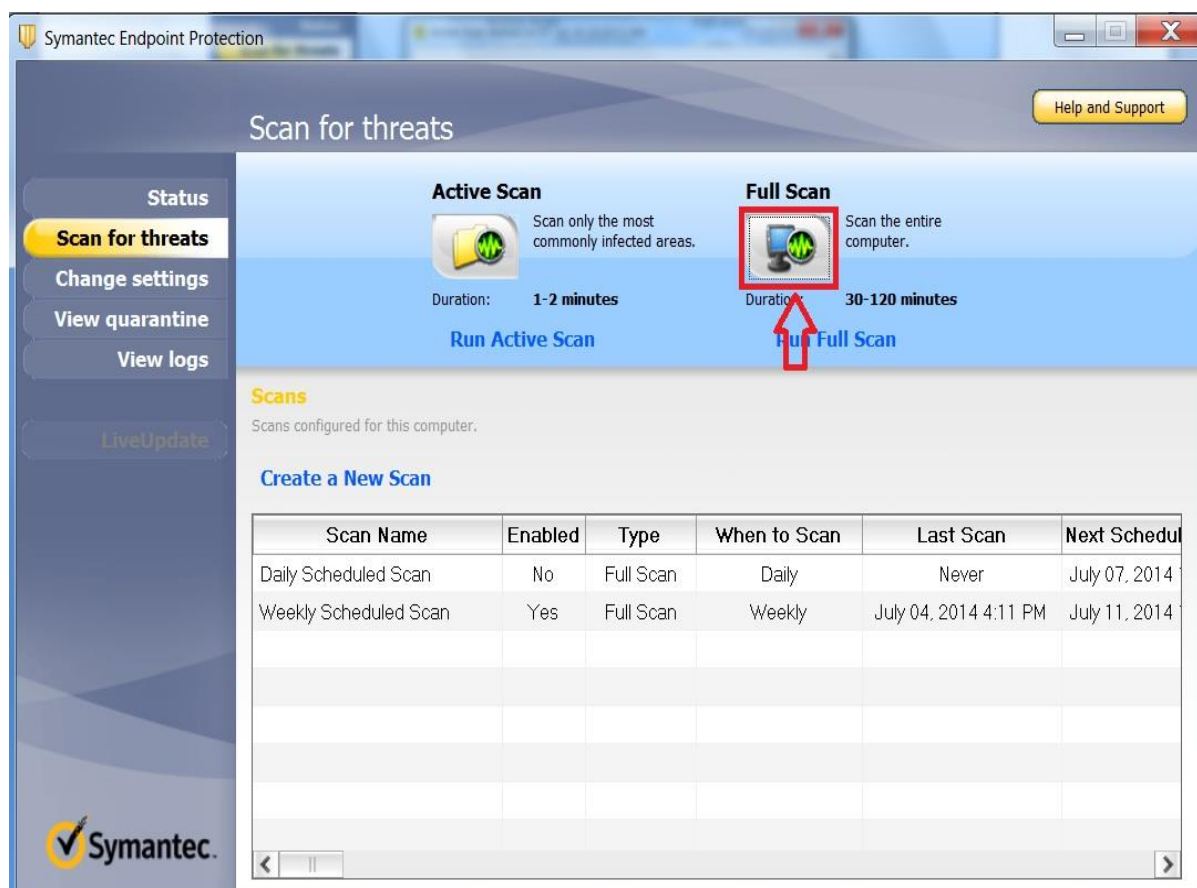 Symantec Endpoint Protection
Help and Support
Scan for threats
Status
Scan for threats
Change settings
View quarantine
View logs
LiveUpdate
Active Scan
Scan only the most
commonly infected areas.
Duration: 1-2 minutes
Run Active Scan
Full Scan
Scan the entire
computer.
Duration: 30-120 minutes
Run Full Scan
Scans
Scans configured for this computer.
Create a New Scan
Scan Name Enabled Type When to Scan Last Scan Next Schedul
Daily Scheduled Scan No Full Scan Daily Never July 07, 2014
Weekly Scheduled Scan Yes Full Scan Weekly July 04, 2014 4:11 PM July 11, 2014
Symantec.